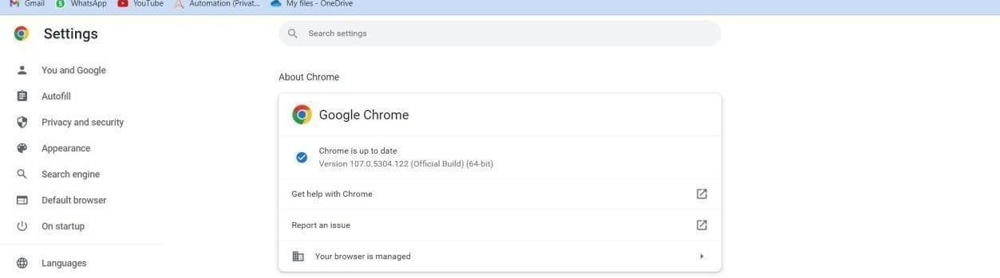 Gmail WhatsApp YouTube Automation (Privat... My files - OneDrive
Settings
Search settings
You and Google
Autofill
Privacy and security
Appearance
Search engine
Default browser
On startup
Languages
About Chrome
Google Chrome
Chrome is up to date
Version 107.0.5304.122 (Official Build) (64-bit)
Get help with Chrome
Report an issue
Your browser is managed